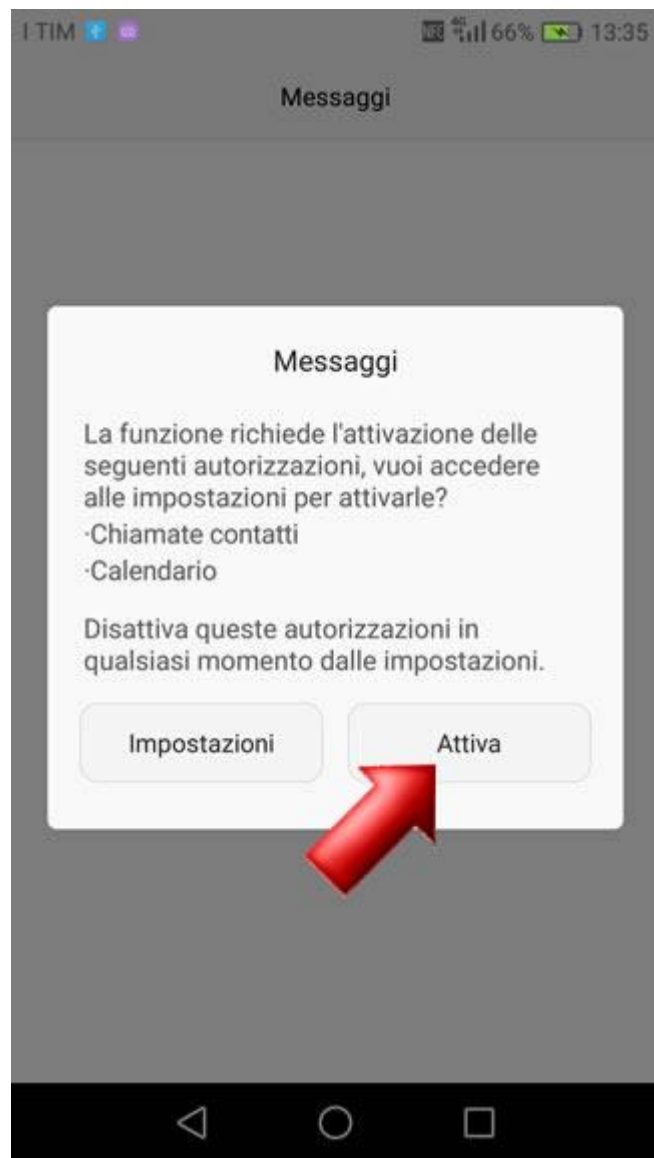 I TIM 66% 13:35
Messaggi
Messaggi
La funzione richiede l'attivazione delle
seguenti autorizzazioni, vuoi accedere
alle impostazioni per attivarle?
·Chiamate contatti
·Calendario
Disattiva queste autorizzazioni in
qualsiasi momento dalle impostazioni.
Impostazioni Attiva